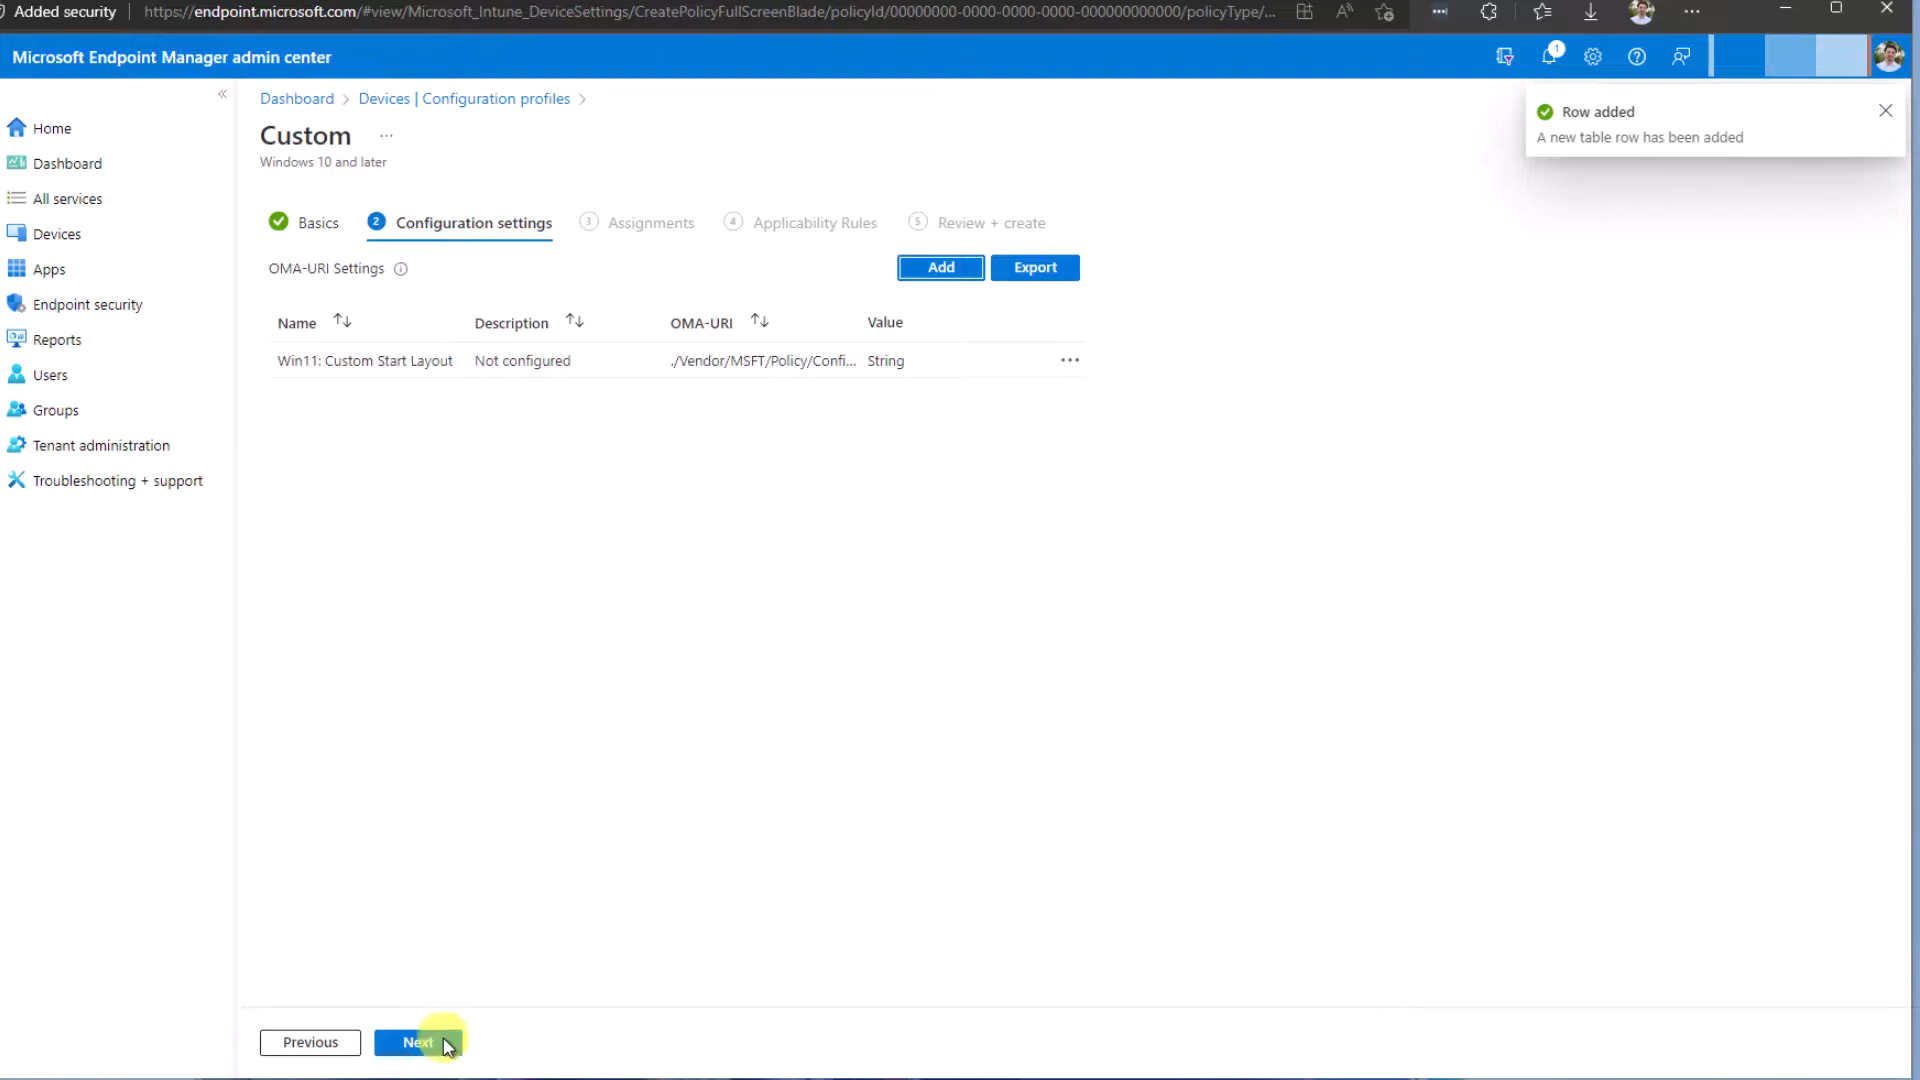 Added security
https://endpoint.microsoft.com/#view/Microsoft_Intune_DeviceSettings/CreatePolicyFullScreenBlade/policyId/00000000-0000-0000-0000-000000000000/policyType/...
Microsoft Endpoint Manager admin center
1
Home
Dashboard
All services
Devices
Apps
Endpoint security
Reports
Users
Groups
Tenant administration
Troubleshooting + support
Dashboard > Devices | Configuration profiles >
Custom ...
Windows 10 and later
Row added
A new table row has been added
Basics
2 Configuration settings
3 Assignments
4 Applicability Rules
5 Review + create
OMA-URI Settings
Add
Export
Name Description OMA-URI Value
Win11: Custom Start Layout Not configured ./Vendor/MSFT/Policy/Confi... String
Previous
Next